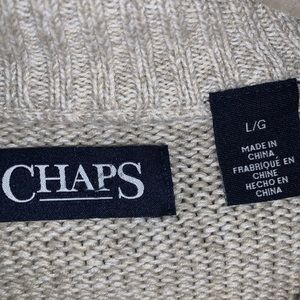 CHAPS
L/G
MADE IN
CHINA
FABRIQUÉ EN
CHINE
HECHO EN
CHINA